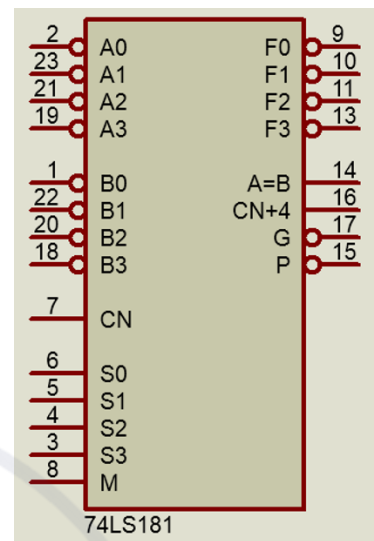 2 A0 F0 9
23 A1 F1 10
21 A2 F2 11
19 A3 F3 13
1 B0 A=B 14
22 B1 CN+4 16
20 B2 G 17
18 B3 P 15
7 CN
6 S0
5 S1
4 S2
3 S3
8 M
74LS181